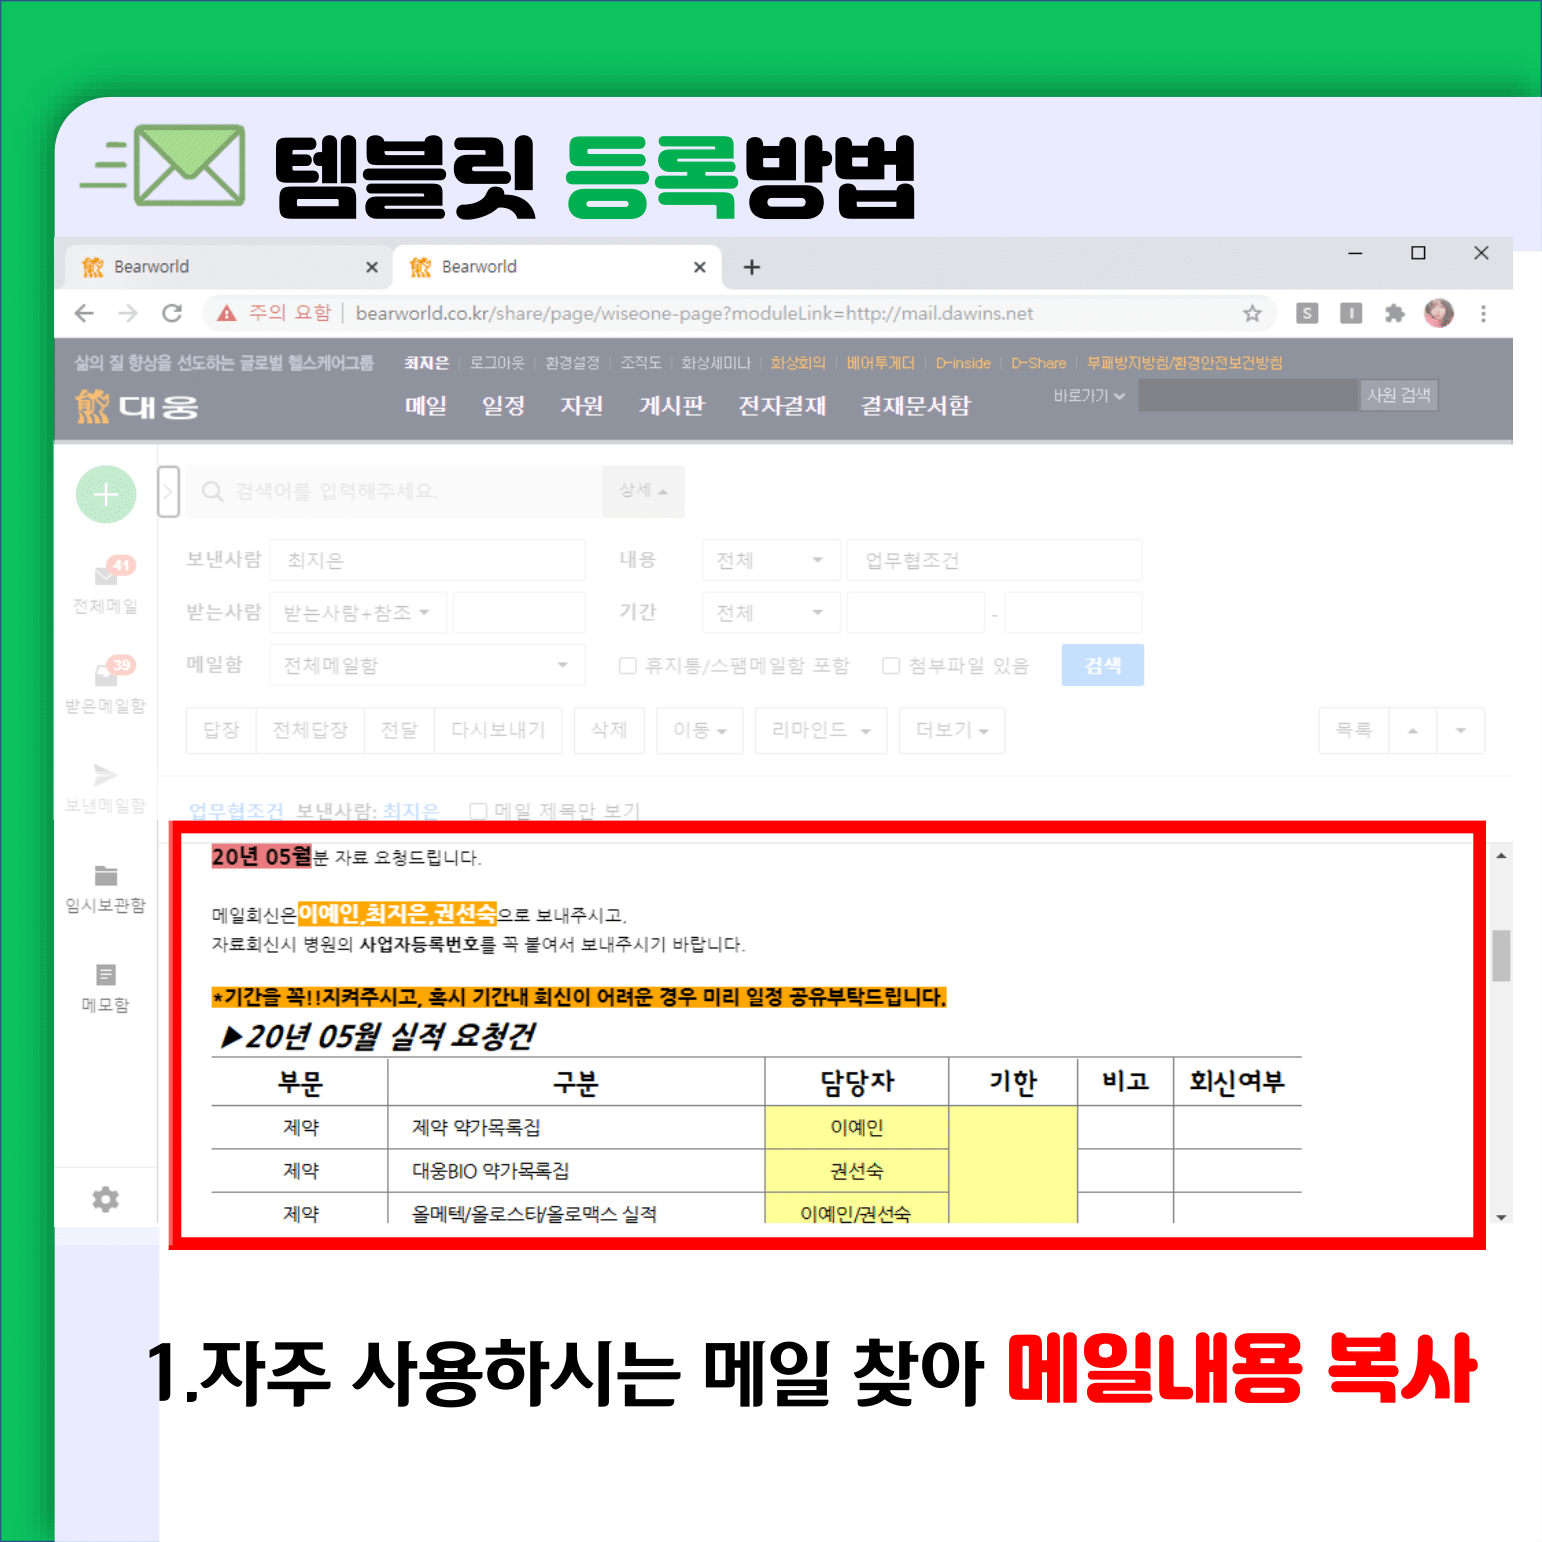 템블릿 등록방법
Bearworld
Bearworld
주의 요함 | bearworld.co.kr/share/page/wiseone-page?moduleLink=http://mail.dawins.net
S
I
삶의 질 향상을 선도하는 글로벌 헬스케어그룹
최지은 | 로그아웃 | 환경설정 | 조직도 | 화상세미나 | 화상회의 | 베어투게더 | D-inside | D-Share | 부패방지방침/환경안전보건방침
熊 대웅
메일 일정 자원 게시판 전자결재 결재문서함
바로가기
사원 검색
검색어를 입력해주세요.
상세
보낸사람 최지은 내용 전체 업무협조건
41
전체메일
받는사람 받는사람+참조 기간 전체 -
39
받은메일함
메일함 전체메일함 휴지통/스팸메일함 포함 첨부파일 있음 검색
답장 전체답장 전달 다시보내기 삭제 이동 리마인드 더보기 목록
보낸메일함
업무협조건 보낸사람: 최지은 메일 제목만 보기
임시보관함
메모함
20년 05월분 자료 요청드립니다.
메일회신은이예인,최지은,권선숙으로 보내주시고,
자료회신시 병원의 사업자등록번호를 꼭 붙여서 보내주시기 바랍니다.
*기간을 꼭!!지켜주시고, 혹시 기간내 회신이 어려운 경우 미리 일정 공유부탁드립니다.
▶20년 05월 실적 요청건
부문 구분 담당자 기한 비고 회신여부
제약 제약 약가목록집 이예인
제약 대웅BIO 약가목록집 권선숙
제약 올메텍/올로스타/올로맥스 실적 이예인/권선숙
1.자주 사용하시는 메일 찾아 메일내용 복사